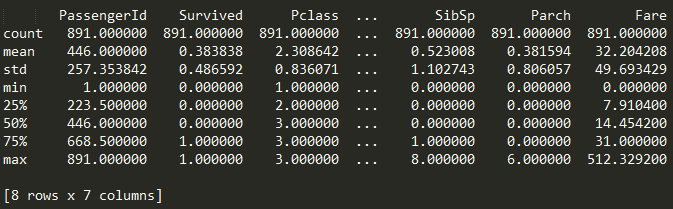 PassengerId Survived Pclass ... SibSp Parch Fare
count 891.000000 891.000000 891.000000 ... 891.000000 891.000000 891.000000
mean 446.000000 0.383838 2.308642 ... 0.523008 0.381594 32.204208
std 257.353842 0.486592 0.836071 ... 1.102743 0.806057 49.693429
min 1.000000 0.000000 1.000000 ... 0.000000 0.000000 0.000000
25% 223.500000 0.000000 2.000000 ... 0.000000 0.000000 7.910400
50% 446.000000 0.000000 3.000000 ... 0.000000 0.000000 14.454200
75% 668.500000 1.000000 3.000000 ... 1.000000 0.000000 31.000000
max 891.000000 1.000000 3.000000 ... 8.000000 6.000000 512.329200
[8 rows x 7 columns]